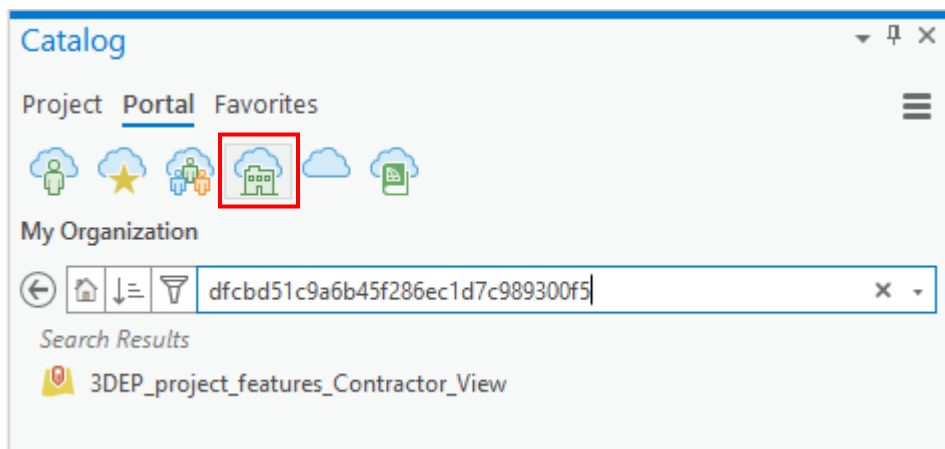 Catalog
Project Portal Favorites
My Organization
dfcbd51c9a6b45f286ec1d7c989300f5
Search Results
3DEP_project_features_Contractor_View